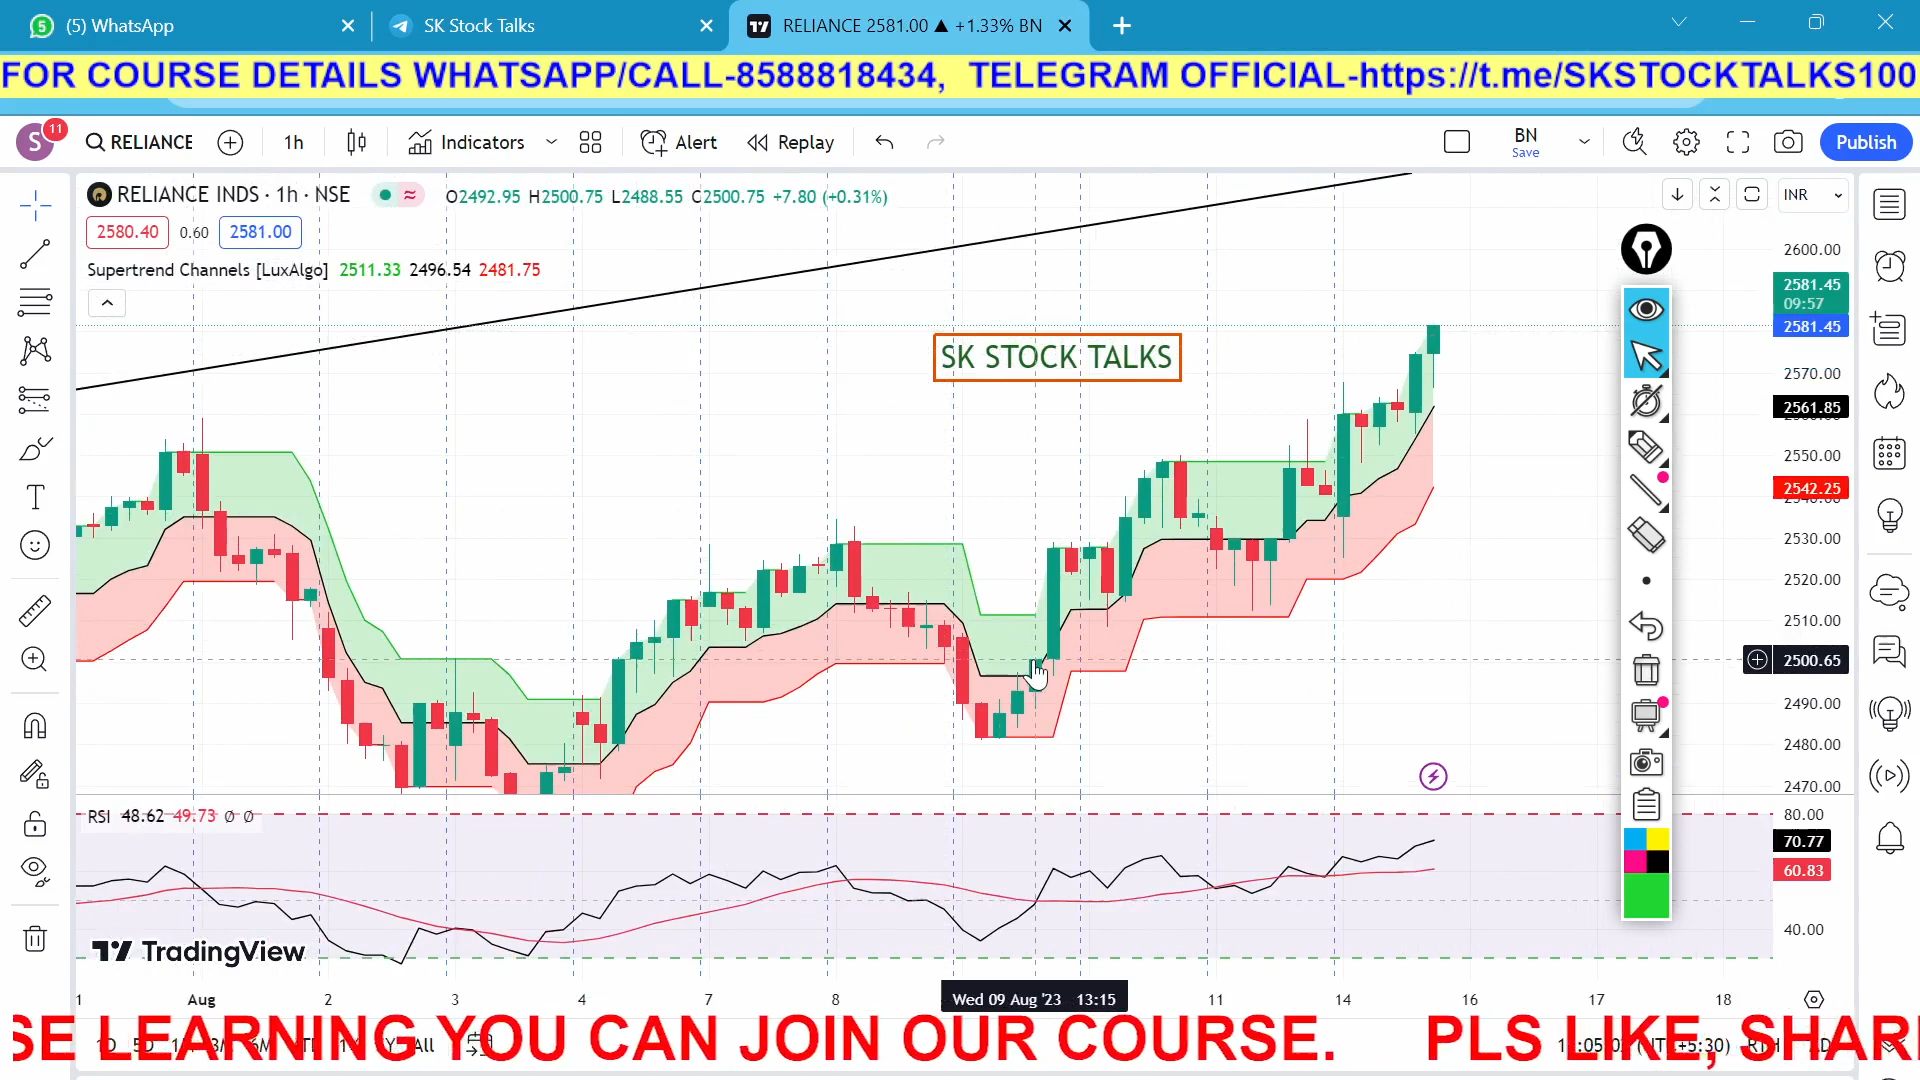 (5) WhatsApp
SK Stock Talks
RELIANCE 2581.00 ▲ +1.33% BN
FOR COURSE DETAILS WHATSAPP/CALL-8588818434, TELEGRAM OFFICIAL-https://t.me/SKSTOCKTALKS100
S 11 RELIANCE 1h Indicators Alert Replay BN Save Publish
RELIANCE INDS · 1h · NSE O2492.95 H2500.75 L2488.55 C2500.75 +7.80 (+0.31%) INR
2580.40 0.60 2581.00
Supertrend Channels [LuxAlgo] 2511.33 2496.54 2481.75
SK STOCK TALKS
2600.00
2581.45
09:57
2581.45
2570.00
2561.85
2550.00
2542.25
2530.00
2520.00
2510.00
2500.65
2490.00
2480.00
2470.00
RSI 48.62 49.73 ∅ ∅
80.00
70.77
60.83
40.00
TradingView
1 Aug 2 3 4 7 8 Wed 09 Aug '23 13:15 11 14 16 17 18
SE LEARNING YOU CAN JOIN OUR COURSE. PLS LIKE, SHAR